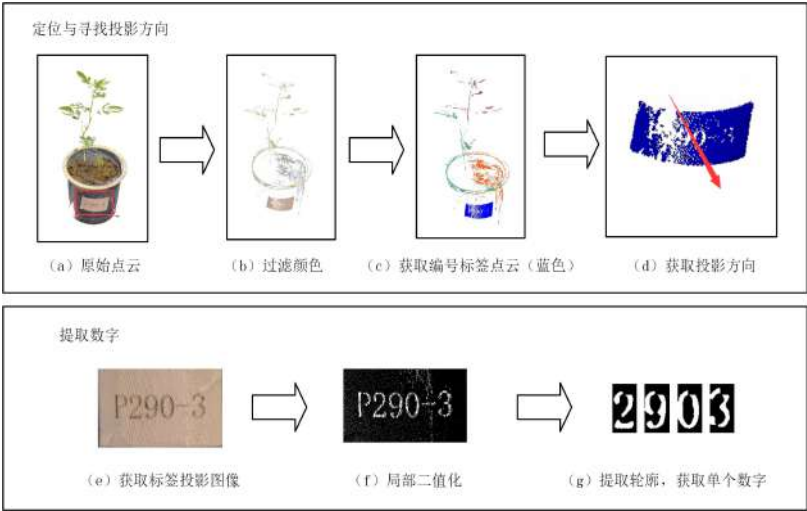 定位与寻找投影方向
(a) 原始点云
(b) 过滤颜色
(c) 获取编号标签点云（蓝色）
(d) 获取投影方向
提取数字
P290-3
P290-3
2903
(e) 获取标签投影图像
(f) 局部二值化
(g) 提取轮廓，获取单个数字